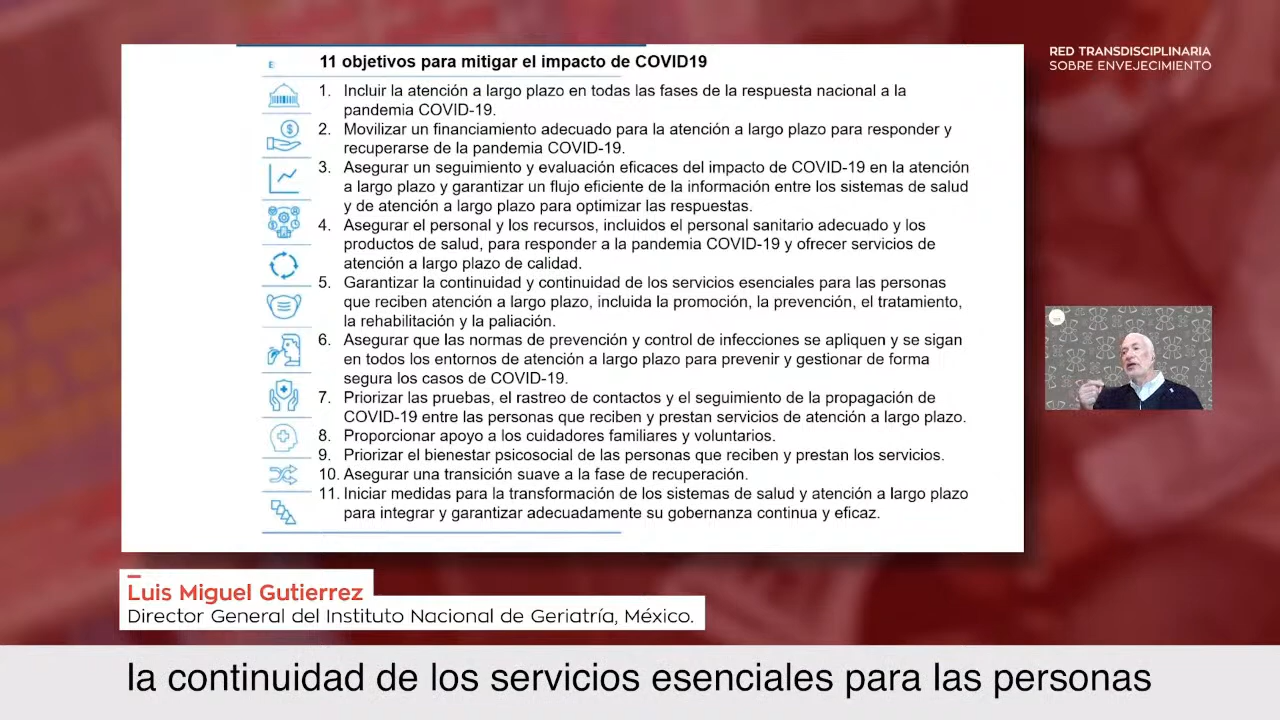 RED TRANSDISCIPLINARIA
SOBRE ENVEJECIMIENTO
E
11 objetivos para mitigar el impacto de COVID19
1. Incluir la atención a largo plazo en todas las fases de la respuesta nacional a la
pandemia COVID-19.
2. Movilizar un financiamiento adecuado para la atención a largo plazo para responder y
recuperarse de la pandemia COVID-19.
3. Asegurar un seguimiento y evaluación eficaces del impacto de COVID-19 en la atención
a largo plazo y garantizar un flujo eficiente de la información entre los sistemas de salud
y de atención a largo plazo para optimizar las respuestas.
4. Asegurar el personal y los recursos, incluidos el personal sanitario adecuado y los
productos de salud, para responder a la pandemia COVID-19 y ofrecer servicios de
atención a largo plazo de calidad.
5. Garantizar la continuidad y continuidad de los servicios esenciales para las personas
que reciben atención a largo plazo, incluida la promoción, la prevención, el tratamiento,
la rehabilitación y la paliación.
6. Asegurar que las normas de prevención y control de infecciones se apliquen y se sigan
en todos los entornos de atención a largo plazo para prevenir y gestionar de forma
segura los casos de COVID-19.
7. Priorizar las pruebas, el rastreo de contactos y el seguimiento de la propagación de
COVID-19 entre las personas que reciben y prestan servicios de atención a largo plazo.
8. Proporcionar apoyo a los cuidadores familiares y voluntarios.
9. Priorizar el bienestar psicosocial de las personas que reciben y prestan los servicios.
10. Asegurar una transición suave a la fase de recuperación.
11. Iniciar medidas para la transformación de los sistemas de salud y atención a largo plazo
para integrar y garantizar adecuadamente su gobernanza continua y eficaz.
Luis Miguel Gutierrez
Director General del Instituto Nacional de Geriatría, México.
la continuidad de los servicios esenciales para las personas